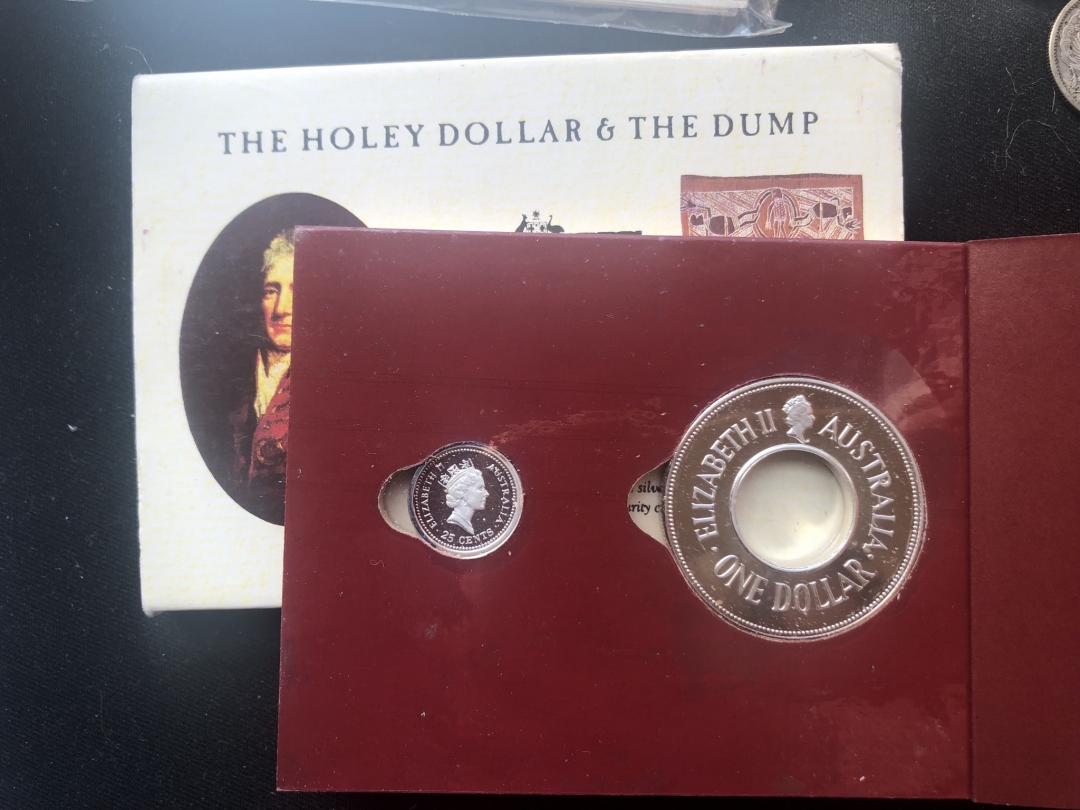 THE HOLEY DOLLAR & THE DUMP
ELIZABETH II AUSTRALIA
· 25 CENTS ·
ELIZABETH II AUSTRALIA
· ONE DOLLAR ·